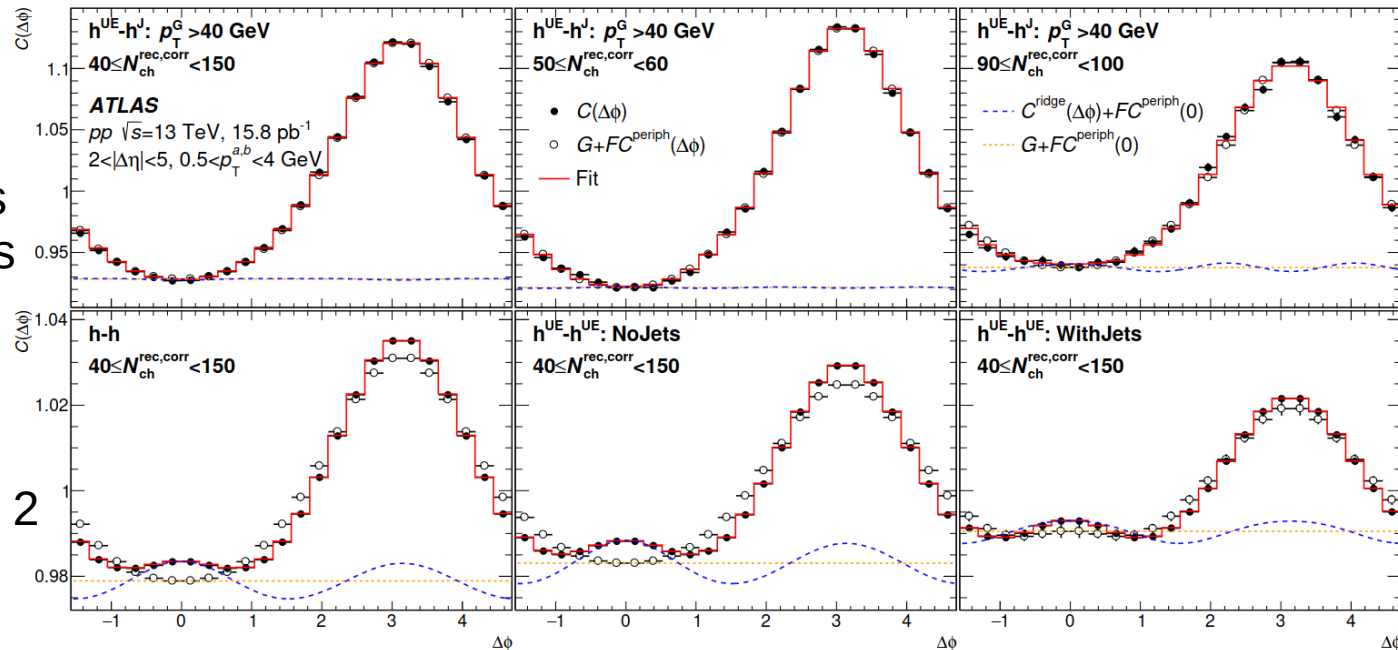 C(Δϕ)
h^UE-h^J: p_T^G >40 GeV
40≤N_ch^rec,corr<150
ATLAS
pp √s=13 TeV, 15.8 pb⁻¹
2<|Δη|<5, 0.5<p_T^a,b<4 GeV
1.1
1.05
1
0.95
h^UE-h^J: p_T^G >40 GeV
50≤N_ch^rec,corr<60
C(Δϕ)
G+FC^periph(Δϕ)
Fit
h^UE-h^J: p_T^G >40 GeV
90≤N_ch^rec,corr<100
C^ridge(Δϕ)+FC^periph(0)
G+FC^periph(0)
s
s
2
C(Δϕ)
1.04
1.02
1
0.98
h-h
40≤N_ch^rec,corr<150
h^UE-h^UE: NoJets
40≤N_ch^rec,corr<150
h^UE-h^UE: WithJets
40≤N_ch^rec,corr<150
−1 0 1 2 3 4
−1 0 1 2 3 4
−1 0 1 2 3 4
Δϕ
Δϕ
Δϕ